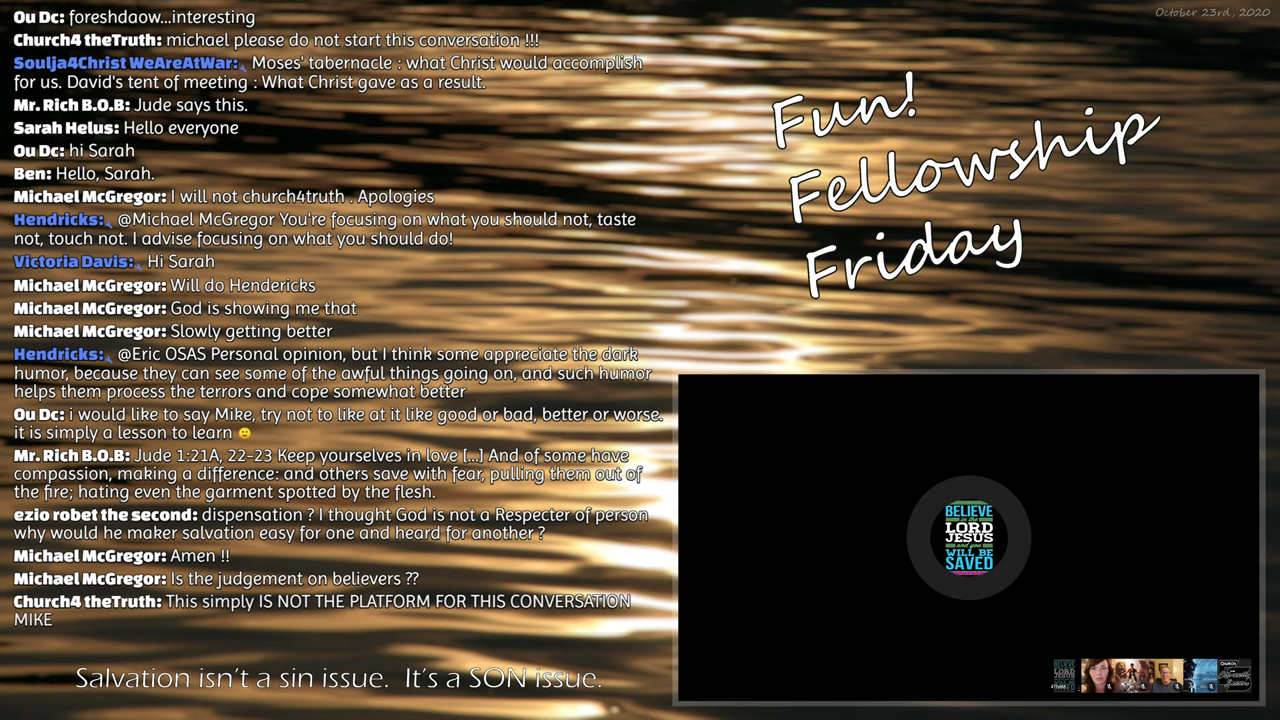 Ou Dc: foreshdaow...interesting
Church4 theTruth: michael please do not start this conversation !!!
Soulja4Christ WeAreAtWar: Moses' tabernacle : what Christ would accomplish
for us. David's tent of meeting : What Christ gave as a result.
Mr. Rich B.O.B: Jude says this.
Sarah Helus: Hello everyone
Ou Dc: hi Sarah
Ben: Hello, Sarah.
Michael McGregor: I will not church4truth . Apologies
Hendricks: @Michael McGregor You're focusing on what you should not, taste
not, touch not. I advise focusing on what you should do!
Victoria Davis: Hi Sarah
Michael McGregor: Will do Hendericks
Michael McGregor: God is showing me that
Michael McGregor: Slowly getting better
Hendricks: @Eric OSAS Personal opinion, but I think some appreciate the dark
humor, because they can see some of the awful things going on, and such humor
helps them process the terrors and cope somewhat better
Ou Dc: i would like to say Mike, try not to like at it like good or bad, better or worse.
it is simply a lesson to learn 🙂
Mr. Rich B.O.B: Jude 1:21A, 22-23 Keep yourselves in love [...] And of some have
compassion, making a difference: and others save with fear, pulling them out of
the fire; hating even the garment spotted by the flesh.
ezio robet the second: dispensation ? I thought God is not a Respecter of person
why would he maker salvation easy for one and heard for another ?
Michael McGregor: Amen !!
Michael McGregor: Is the judgement on believers ??
Church4 theTruth: This simply IS NOT THE PLATFORM FOR THIS CONVERSATION
MIKE
Salvation isn't a sin issue. It's a SON issue.
October 23rd, 2020
Fun!
Fellowship
Friday
BELIEVE
in the
LORD
JESUS
and you
WILL BE
SAVED